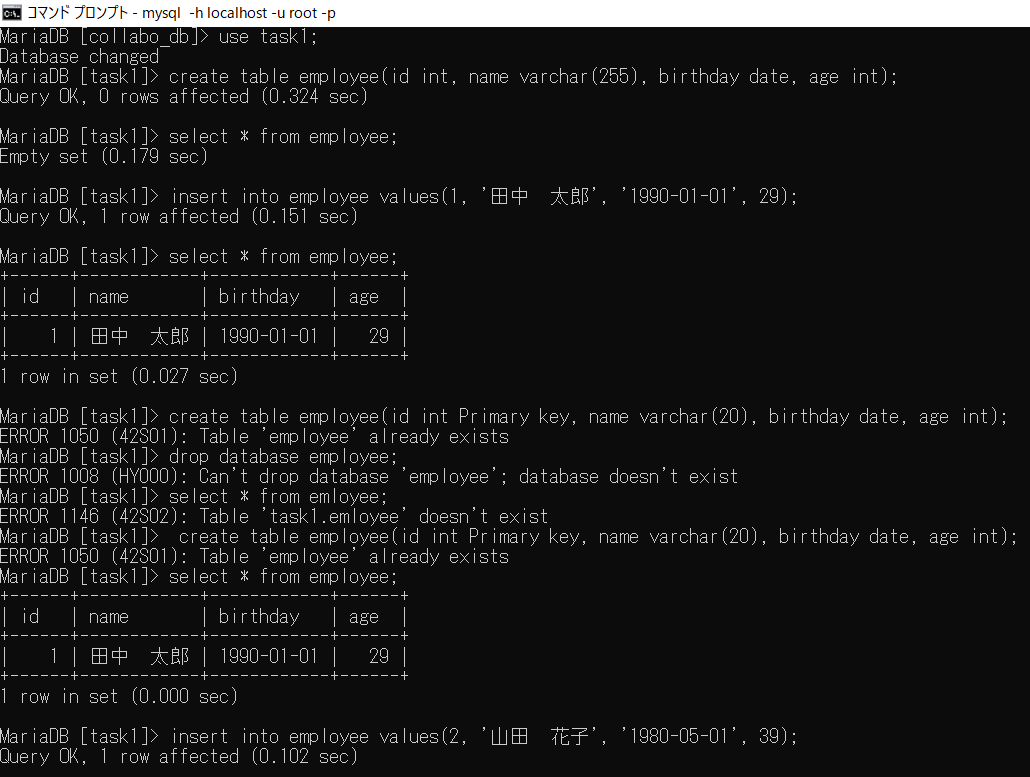 コマンド プロンプト - mysql  -h localhost -u root -p
MariaDB [collabo_db]> use task1;
Database changed
MariaDB [task1]> create table employee(id int, name varchar(255), birthday date, age int);
Query OK, 0 rows affected (0.324 sec)

MariaDB [task1]> select * from employee;
Empty set (0.179 sec)

MariaDB [task1]> insert into employee values(1, '田中　太郎', '1990-01-01', 29);
Query OK, 1 row affected (0.151 sec)

MariaDB [task1]> select * from employee;
+------+------------+------------+------+
| id   | name       | birthday   | age  |
+------+------------+------------+------+
|    1 | 田中　太郎 | 1990-01-01 |   29 |
+------+------------+------------+------+
1 row in set (0.027 sec)

MariaDB [task1]> create table employee(id int Primary key, name varchar(20), birthday date, age int);
ERROR 1050 (42S01): Table 'employee' already exists
MariaDB [task1]> drop database employee;
ERROR 1008 (HY000): Can't drop database 'employee'; database doesn't exist
MariaDB [task1]> select * from emloyee;
ERROR 1146 (42S02): Table 'task1.emloyee' doesn't exist
MariaDB [task1]>  create table employee(id int Primary key, name varchar(20), birthday date, age int);
ERROR 1050 (42S01): Table 'employee' already exists
MariaDB [task1]> select * from employee;
+------+------------+------------+------+
| id   | name       | birthday   | age  |
+------+------------+------------+------+
|    1 | 田中　太郎 | 1990-01-01 |   29 |
+------+------------+------------+------+
1 row in set (0.000 sec)

MariaDB [task1]> insert into employee values(2, '山田　花子', '1980-05-01', 39);
Query OK, 1 row affected (0.102 sec)